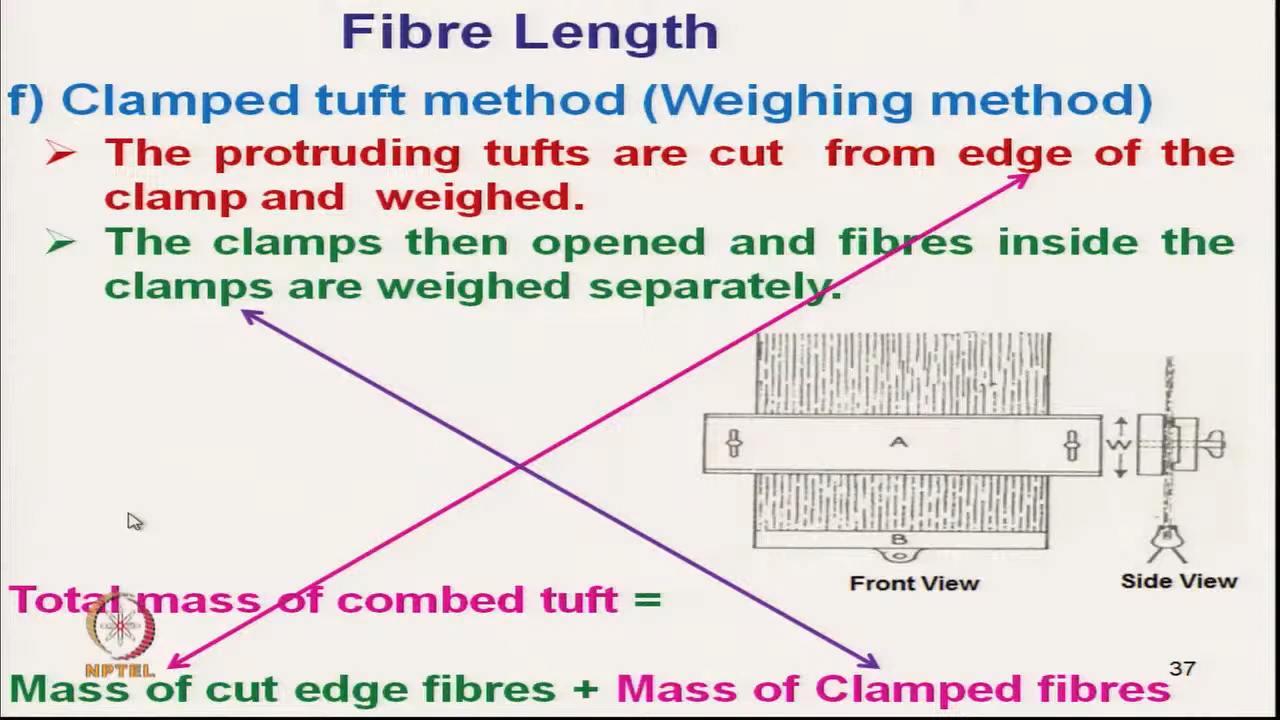 Fibre Length
f) Clamped tuft method (Weighing method)
The protruding tufts are cut from edge of the
clamp and weighed.
The clamps then opened and fibres inside the
clamps are weighed separately.
A
W
B
Front View
Side View
Total mass of combed tuft =
NPTEL
37
Mass of cut edge fibres + Mass of Clamped fibres